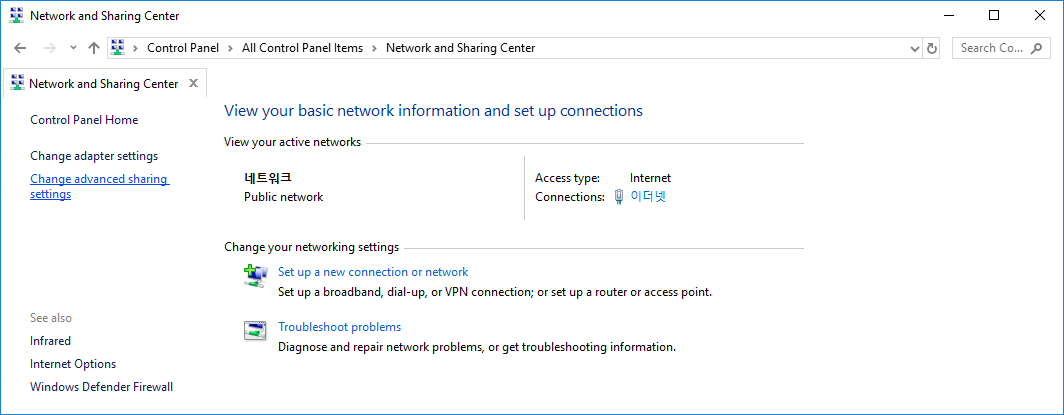 Network and Sharing Center
Control Panel > All Control Panel Items > Network and Sharing Center
Search Co...
Network and Sharing Center
Control Panel Home
Change adapter settings
Change advanced sharing
settings
View your basic network information and set up connections
View your active networks
네트워크
Public network
Access type: Internet
Connections: 이더넷
Change your networking settings
Set up a new connection or network
Set up a broadband, dial-up, or VPN connection; or set up a router or access point.
Troubleshoot problems
Diagnose and repair network problems, or get troubleshooting information.
See also
Infrared
Internet Options
Windows Defender Firewall